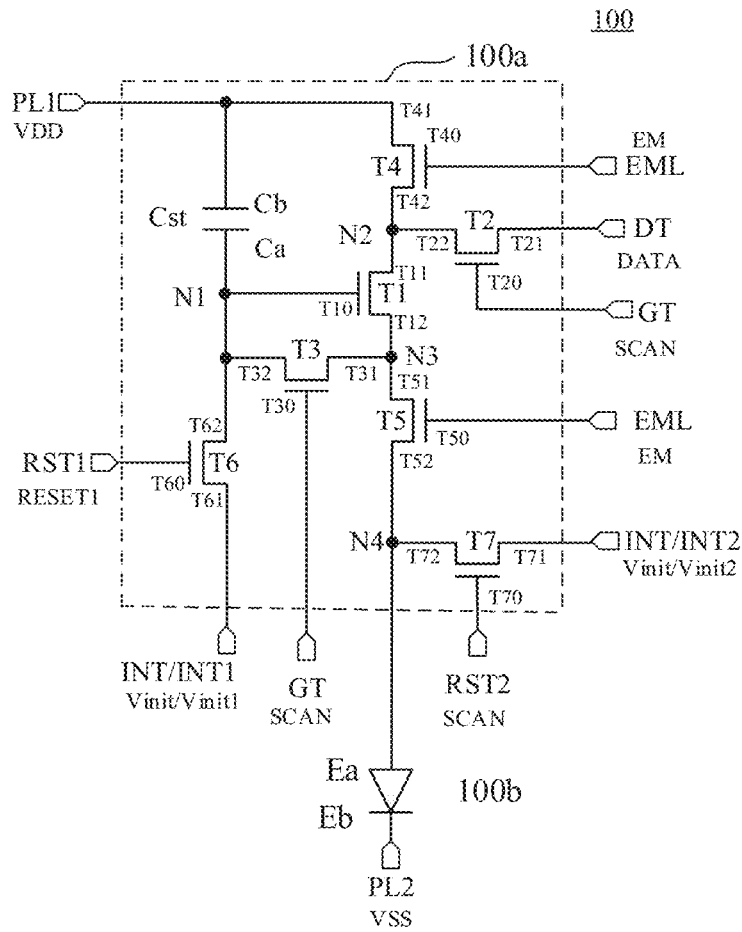 100
100a
PL1
VDD
T41
T40
EM
EML
T4
Cb
Cst
T42
T2
Ca
N2
T22
T21
DT
DATA
T11
T20
N1
T10
T1
GT
T12
SCAN
T3
N3
T32
T31
T51
T30
T5
T50
EML
T62
T52
EM
RST1
T6
T60
RESET1
T61
N4
T7
INT/INT2
T72
T71
Vinit/Vinit2
T70
INT/INT1
GT
RST2
Vinit/Vinit1
SCAN
SCAN
Ea
100b
Eb
PL2
VSS